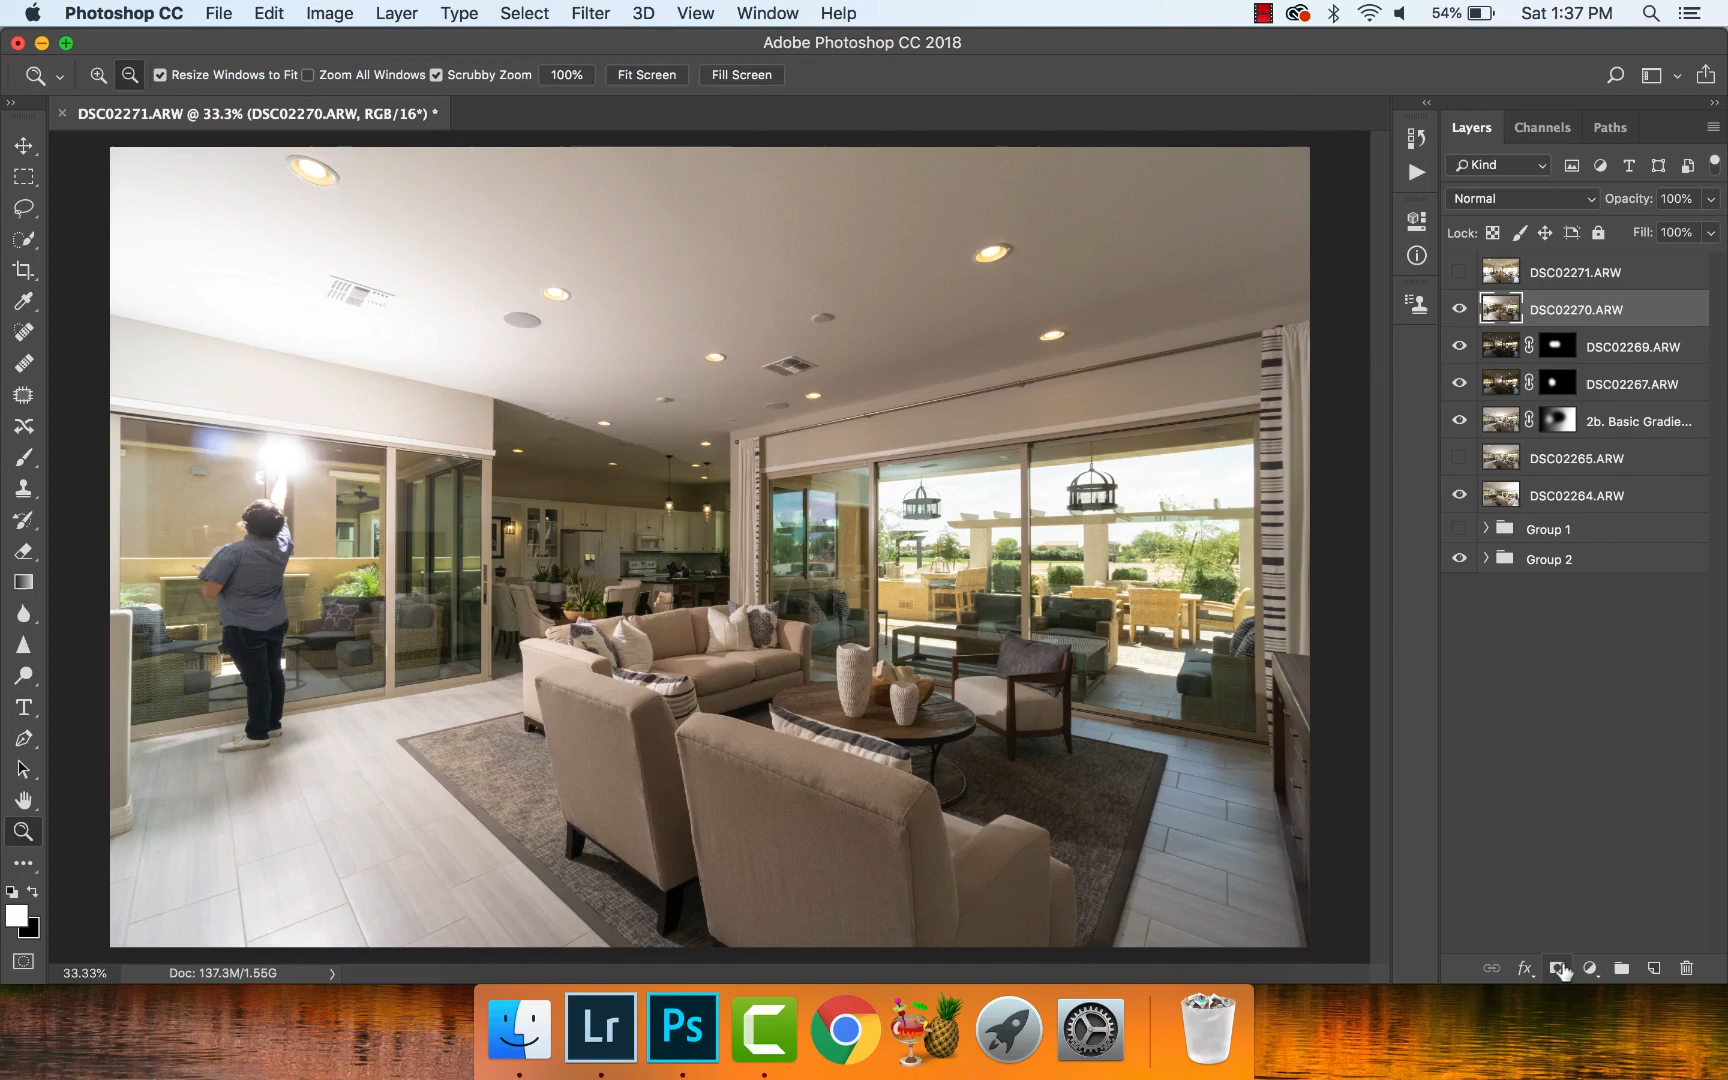 Photoshop CC File Edit Image Layer Type Select Filter 3D View Window Help 54% Sat 1:37 PM
Adobe Photoshop CC 2018
Resize Windows to Fit Zoom All Windows Scrubby Zoom 100% Fit Screen Fill Screen
× DSC02271.ARW @ 33.3% (DSC02270.ARW, RGB/16*) *
Layers Channels Paths
Kind
Normal Opacity: 100%
Lock: Fill: 100%
DSC02271.ARW
DSC02270.ARW
DSC02269.ARW
DSC02267.ARW
2b. Basic Gradie...
DSC02265.ARW
DSC02264.ARW
Group 1
Group 2
33.33% Doc: 137.3M/1.55G
fx
Lr Ps C